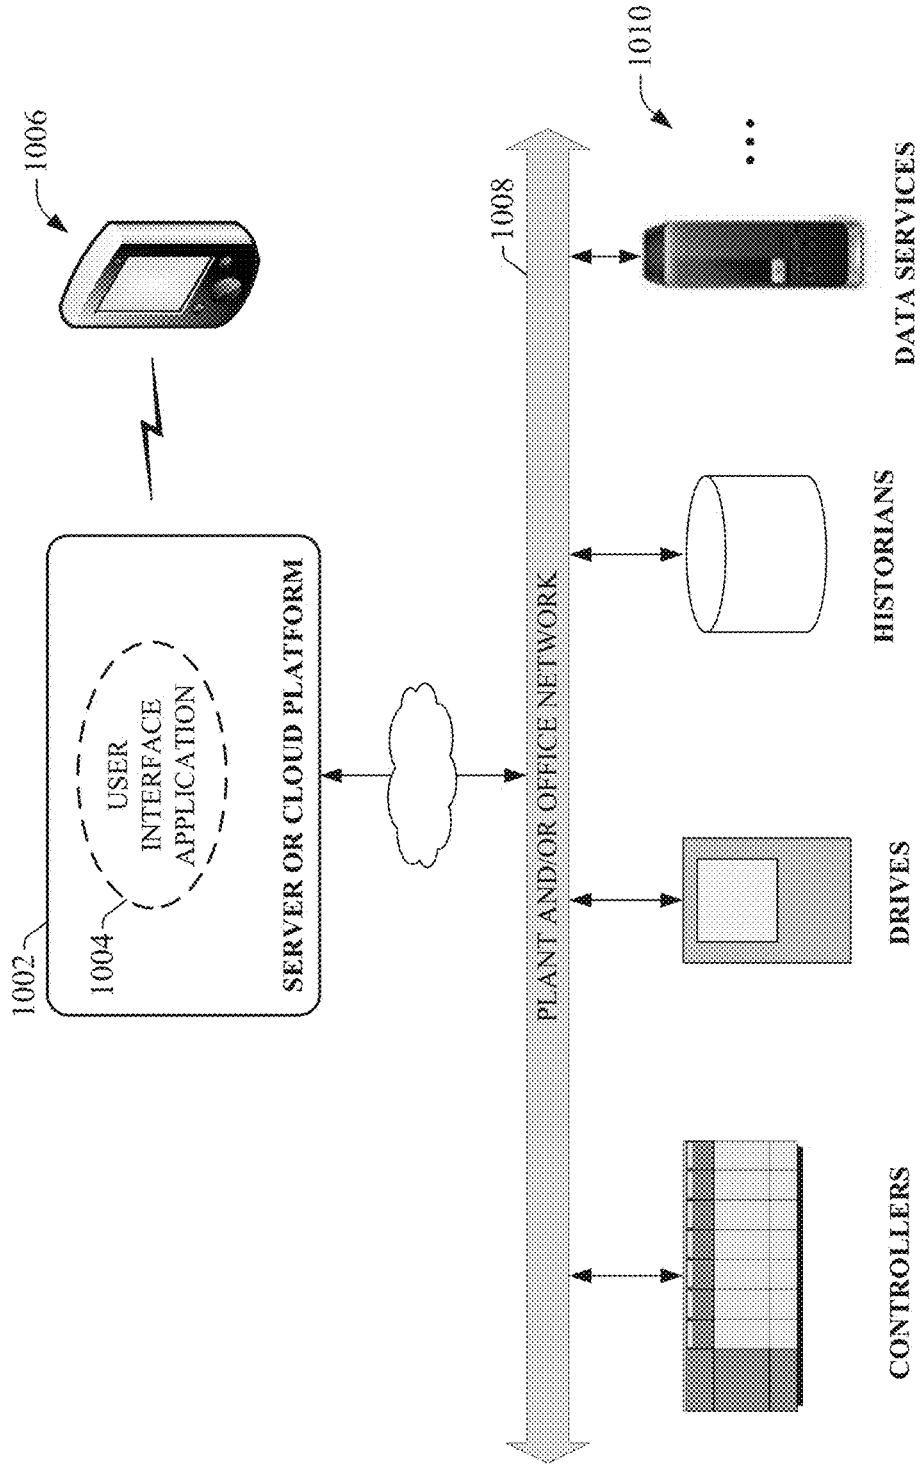 1002
1004
USER
INTERFACE
APPLICATION
SERVER OR CLOUD PLATFORM
1006
1008
PLANT AND/OR OFFICE NETWORK
1010
CONTROLLERS
DRIVES
HISTORIANS
DATA SERVICES